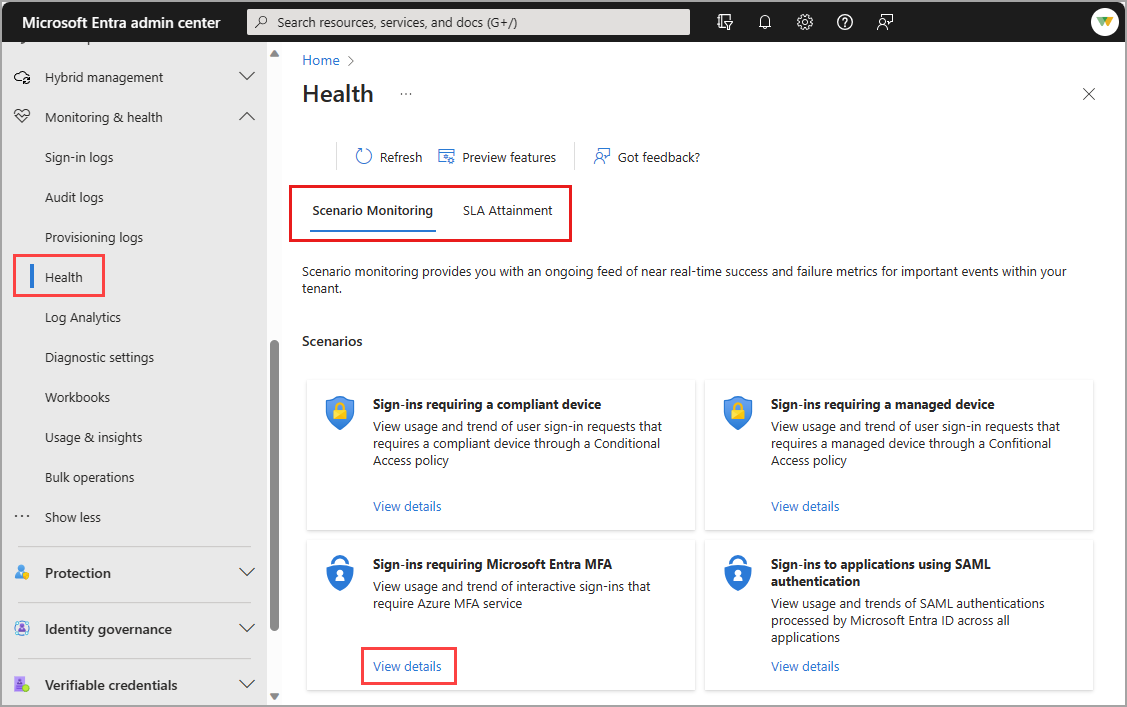 Microsoft Entra admin center
Search resources, services, and docs (G+/)
Hybrid management
Monitoring & health
Sign-in logs
Audit logs
Provisioning logs
Health
Log Analytics
Diagnostic settings
Workbooks
Usage & insights
Bulk operations
Show less
Protection
Identity governance
Verifiable credentials
Home
Health
Refresh
Preview features
Got feedback?
Scenario Monitoring
SLA Attainment
Scenario monitoring provides you with an ongoing feed of near real-time success and failure metrics for important events within your
tenant.
Scenarios
Sign-ins requiring a compliant device
View usage and trend of user sign-in requests that
requires a compliant device through a Conditional
Access policy
View details
Sign-ins requiring a managed device
View usage and trend of user sign-in requests that
requires a managed device through a Confitional
Access policy
View details
Sign-ins requiring Microsoft Entra MFA
View usage and trend of interactive sign-ins that
require Azure MFA service
View details
Sign-ins to applications using SAML
authentication
View usage and trends of SAML authentications
processed by Microsoft Entra ID across all
applications
View details